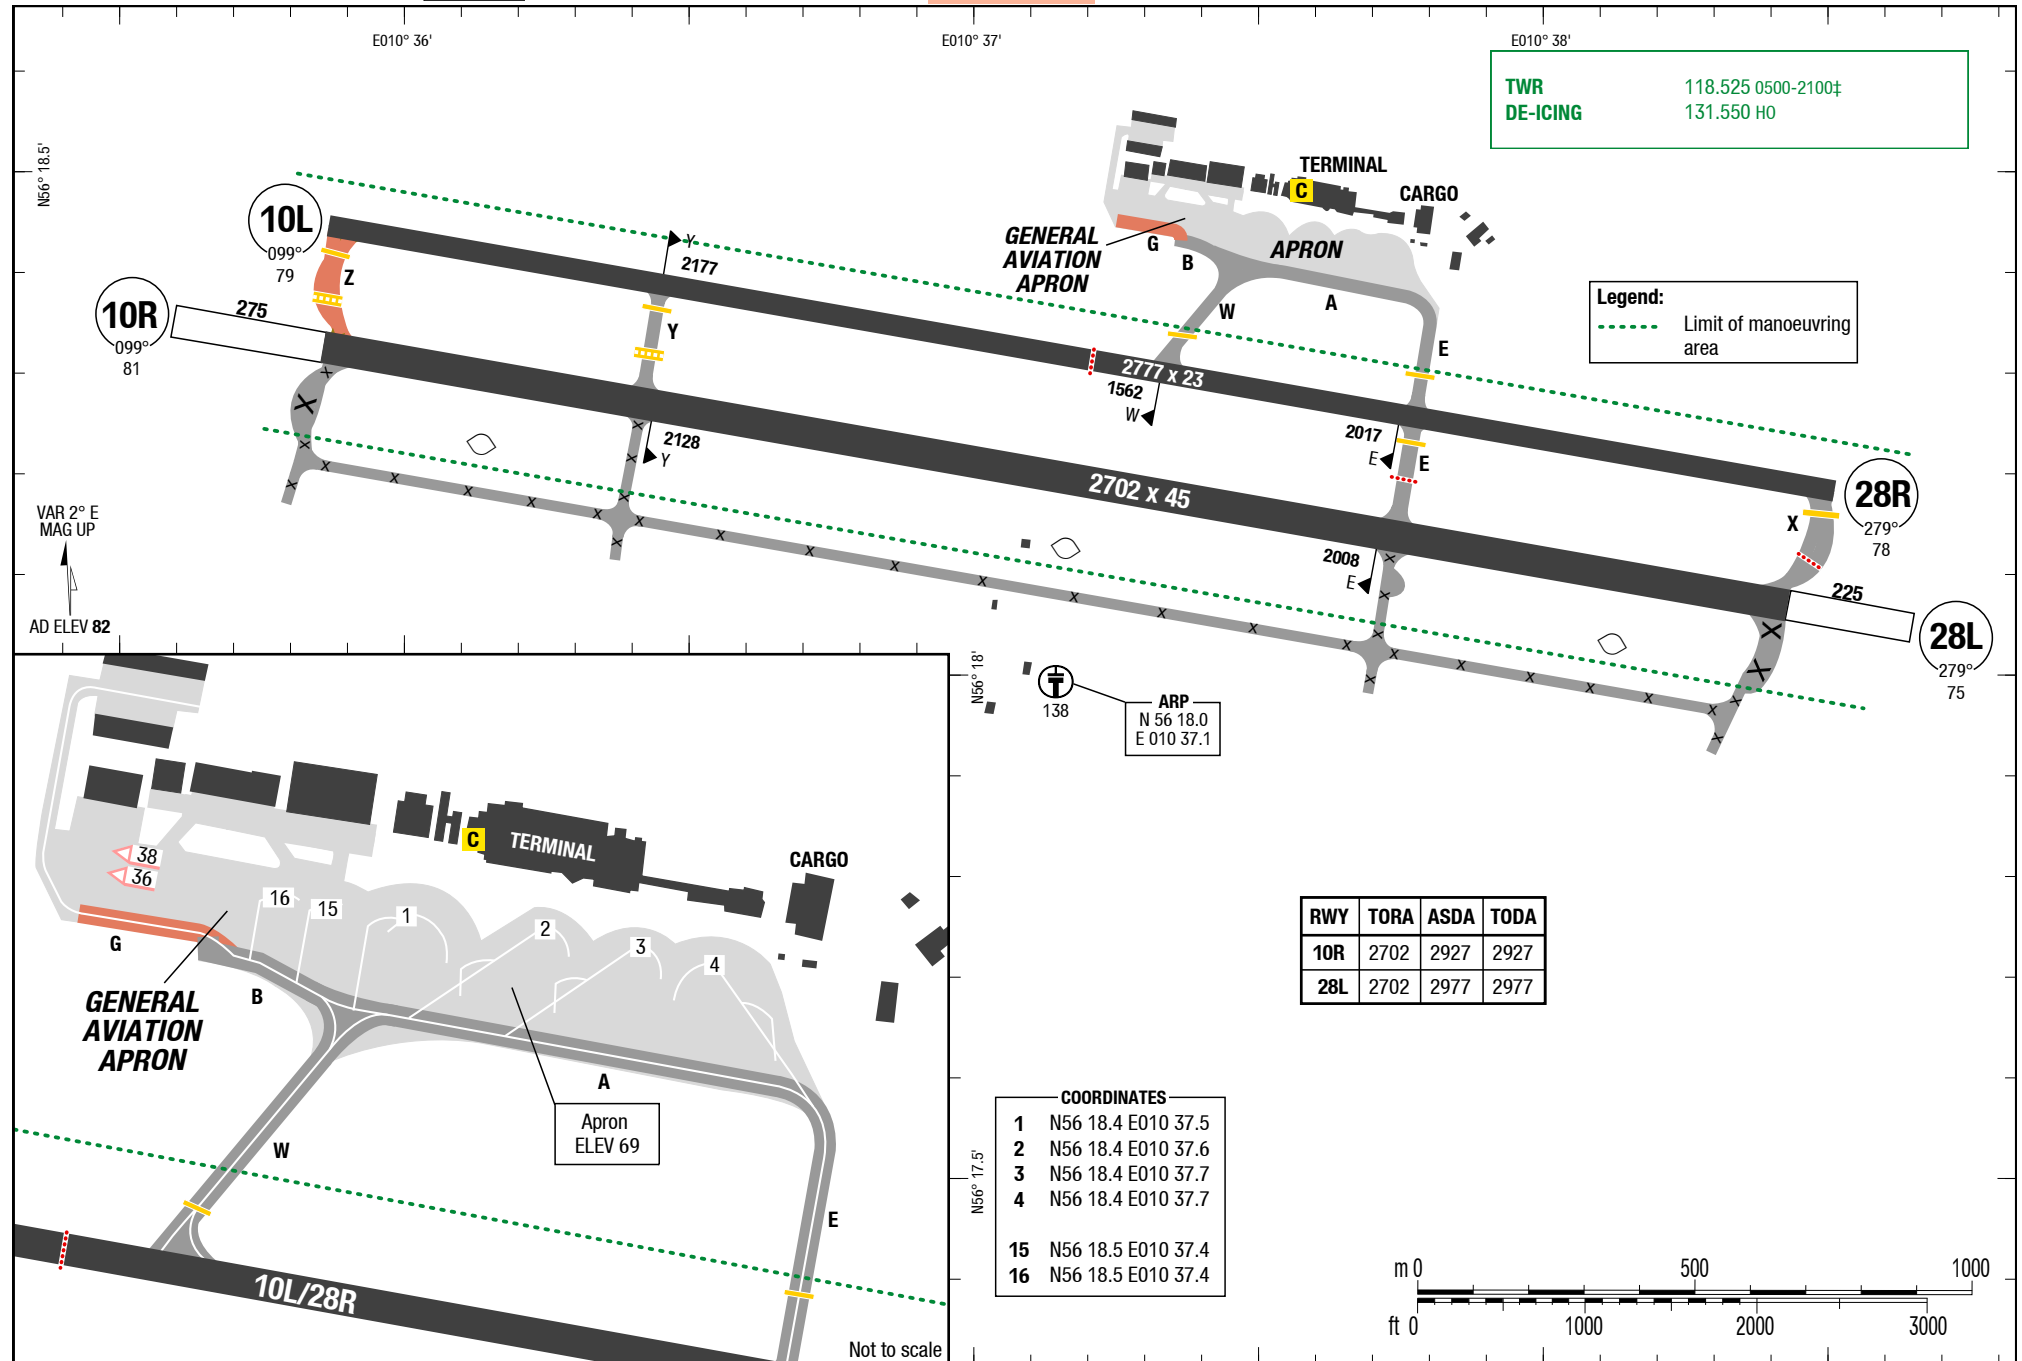 E010° 36'
E010° 37'
E010° 38'
TWR 118.525 0500-2100‡
DE-ICING 131.550 HO
N56° 18.5'
TERMINAL
C
CARGO
10L
099°
79
Z
Y
2177
GENERAL
AVIATION
APRON
G
B
APRON
W
A
E
Legend:
Limit of manoeuvring
area
10R
099°
81
275
Y
2777 x 23
1562
W
X
2128
Y
2017
E
E
2702 x 45
28R
279°
78
X
VAR 2° E
MAG UP
2008
E
225
X
X
AD ELEV 82
28L
279°
75
N56° 18'
138
ARP
N 56 18.0
E 010 37.1
C
TERMINAL
CARGO
38
36
16
15
1
2
3
4
G
B
GENERAL
AVIATION
APRON
A
Apron
ELEV 69
W
E
10L/28R
Not to scale
RWY TORA ASDA TODA
10R 2702 2927 2927
28L 2702 2977 2977
N56° 17.5'
COORDINATES
1 N56 18.4 E010 37.5
2 N56 18.4 E010 37.6
3 N56 18.4 E010 37.7
4 N56 18.4 E010 37.7
15 N56 18.5 E010 37.4
16 N56 18.5 E010 37.4
m 0 500 1000
ft 0 1000 2000 3000